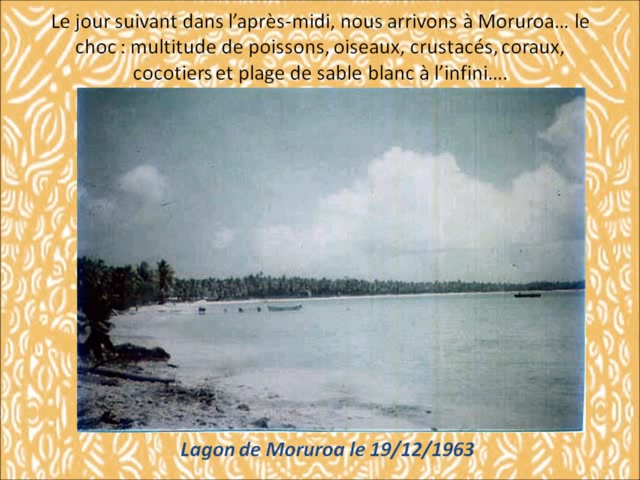 Le jour suivant dans l’après-midi, nous arrivons à Moruroa… le
choc : multitude de poissons, oiseaux, crustacés, coraux,
cocotiers et plage de sable blanc à l’infini….
Lagon de Moruroa le 19/12/1963